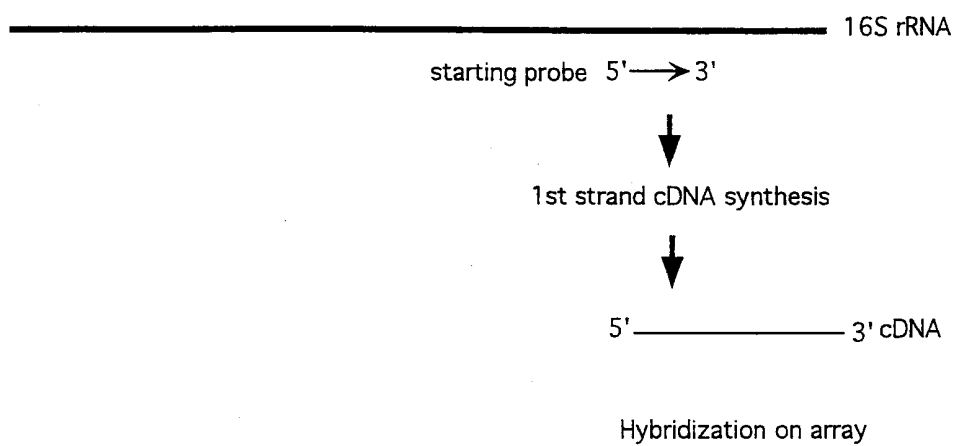 16S rRNA
starting probe 5' 3'
1st strand cDNA synthesis
5' 3' cDNA
Hybridization on array